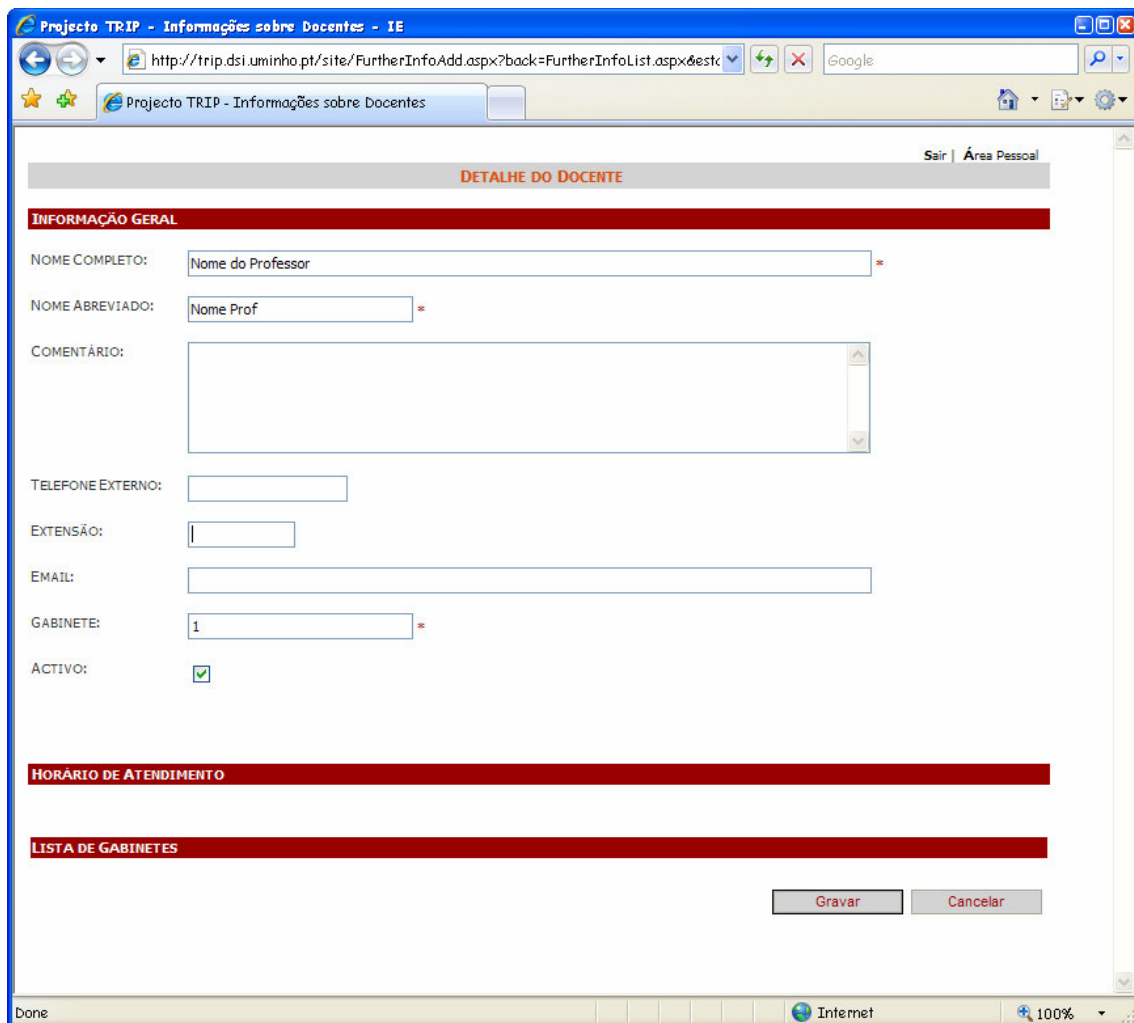 Projecto TRIP - Informações sobre Docentes - IE
http://trip.dsi.uminho.pt/site/FurtherInfoAdd.aspx?back=FurtherInfoList.aspx&estc
Google
Projecto TRIP - Informações sobre Docentes
Sair | Área Pessoal
DETALHE DO DOCENTE
INFORMAÇÃO GERAL
NOME COMPLETO: Nome do Professor *
NOME ABREVIADO: Nome Prof *
COMENTÁRIO:
TELEFONE EXTERNO:
EXTENSÃO:
EMAIL:
GABINETE: 1 *
ACTIVO:
HORÁRIO DE ATENDIMENTO
LISTA DE GABINETES
Gravar Cancelar
Done Internet 100%